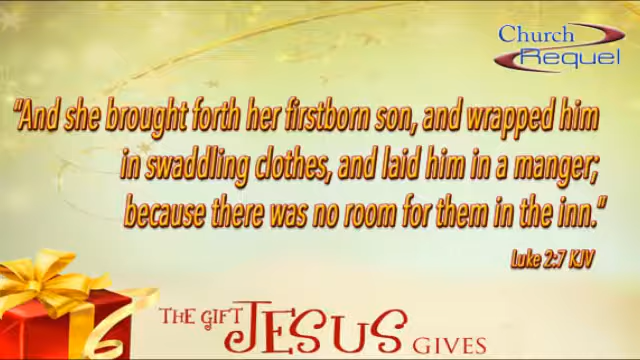 Church
Requel
"And she brought forth her firstborn son, and wrapped him
in swaddling clothes, and laid him in a manger;
because there was no room for them in the inn."
Luke 2:7 KJV
THE GIFT JESUS GIVES